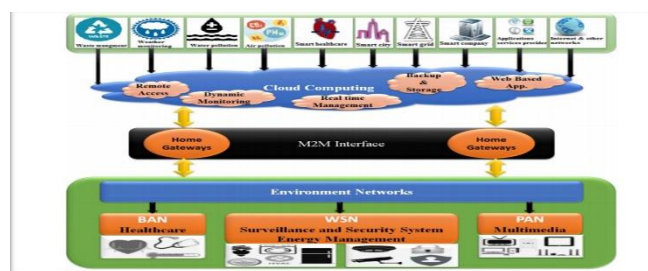 WASTE
Waste mangment
Weather
monitoring
Water pollution
Air pollution
Smart healthcare
Smart city
Smart grid
Smart company
Applications
services provider
Internet & other
networks
Cloud Computing
Remote
Access
Dynamic
Monitoring
Real time
Management
Backup
&
Storage
Web Based
App.
Home
Gateways
M2M Interface
Home
Gateways
Environment Networks
BAN
Healthcare
WSN
Surveillance and Security System
Energy Management
PAN
Multimedia